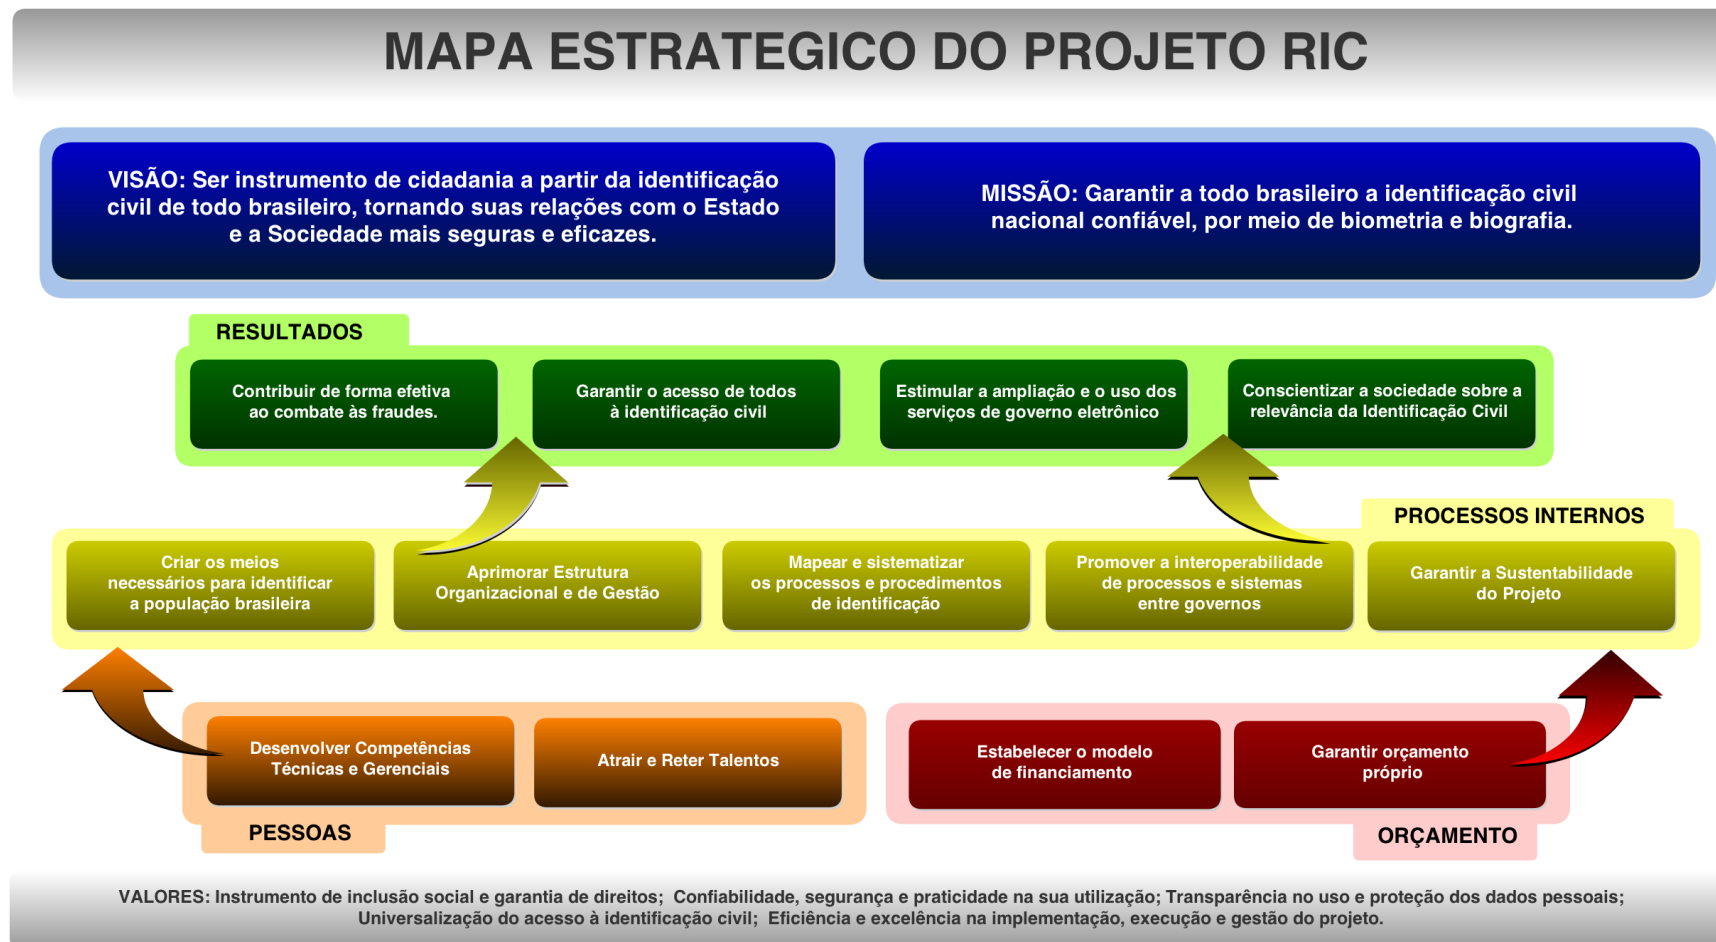 MAPA ESTRATEGICO DO PROJETO RIC
VISÃO: Ser instrumento de cidadania a partir da identificação
civil de todo brasileiro, tornando suas relações com o Estado
e a Sociedade mais seguras e eficazes.
MISSÃO: Garantir a todo brasileiro a identificação civil
nacional confiável, por meio de biometria e biografia.
RESULTADOS
Contribuir de forma efetiva
ao combate às fraudes.
Garantir o acesso de todos
à identificação civil
Estimular a ampliação e o uso dos
serviços de governo eletrônico
Conscientizar a sociedade sobre a
relevância da Identificação Civil
PROCESSOS INTERNOS
Criar os meios
necessários para identificar
a população brasileira
Aprimorar Estrutura
Organizacional e de Gestão
Mapear e sistematizar
os processos e procedimentos
de identificação
Promover a interoperabilidade
de processos e sistemas
entre governos
Garantir a Sustentabilidade
do Projeto
Desenvolver Competências
Técnicas e Gerenciais
Atrair e Reter Talentos
PESSOAS
Estabelecer o modelo
de financiamento
Garantir orçamento
próprio
ORÇAMENTO
VALORES: Instrumento de inclusão social e garantia de direitos;  Confiabilidade, segurança e praticidade na sua utilização; Transparência no uso e proteção dos dados pessoais;
Universalização do acesso à identificação civil;  Eficiência e excelência na implementação, execução e gestão do projeto.